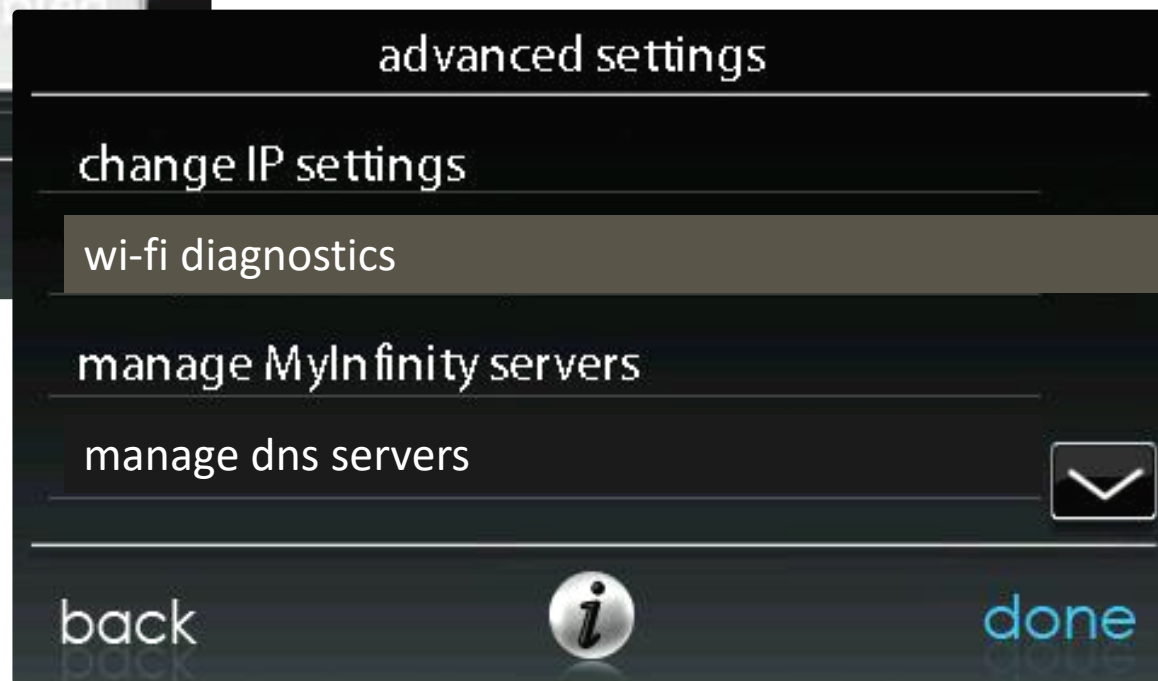 advanced settings
change IP settings
wi-fi diagnostics
manage MyInfinity servers
manage dns servers
back
i
done